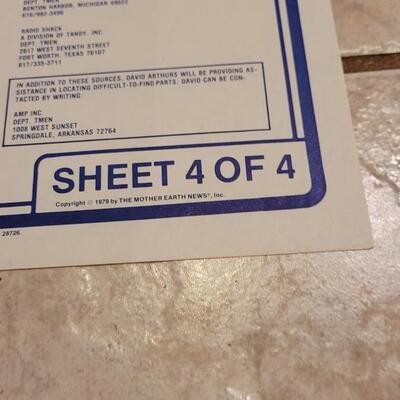 DEPT. TMEN
BENTON HARBOR, MICHIGAN 49022
616/982-3496
RADIO SHACK
A DIVISION OF TANDY, INC.
DEPT. TMEN
2617 WEST SEVENTH STREET
FORT WORTH, TEXAS 76107
817/335-3711
IN ADDITION TO THESE SOURCES, DAVID ARTHURS WILL BE PROVIDING AS-
SISTANCE IN LOCATING DIFFICULT-TO-FIND PARTS. DAVID CAN BE CON-
TACTED BY WRITING:
AMP INC.
DEPT. TMEN
1008 WEST SUNSET
SPRINGDALE, ARKANSAS 72764
SHEET 4 OF 4
Copyright © 1979 by THE MOTHER EARTH NEWS®, Inc.
28726.